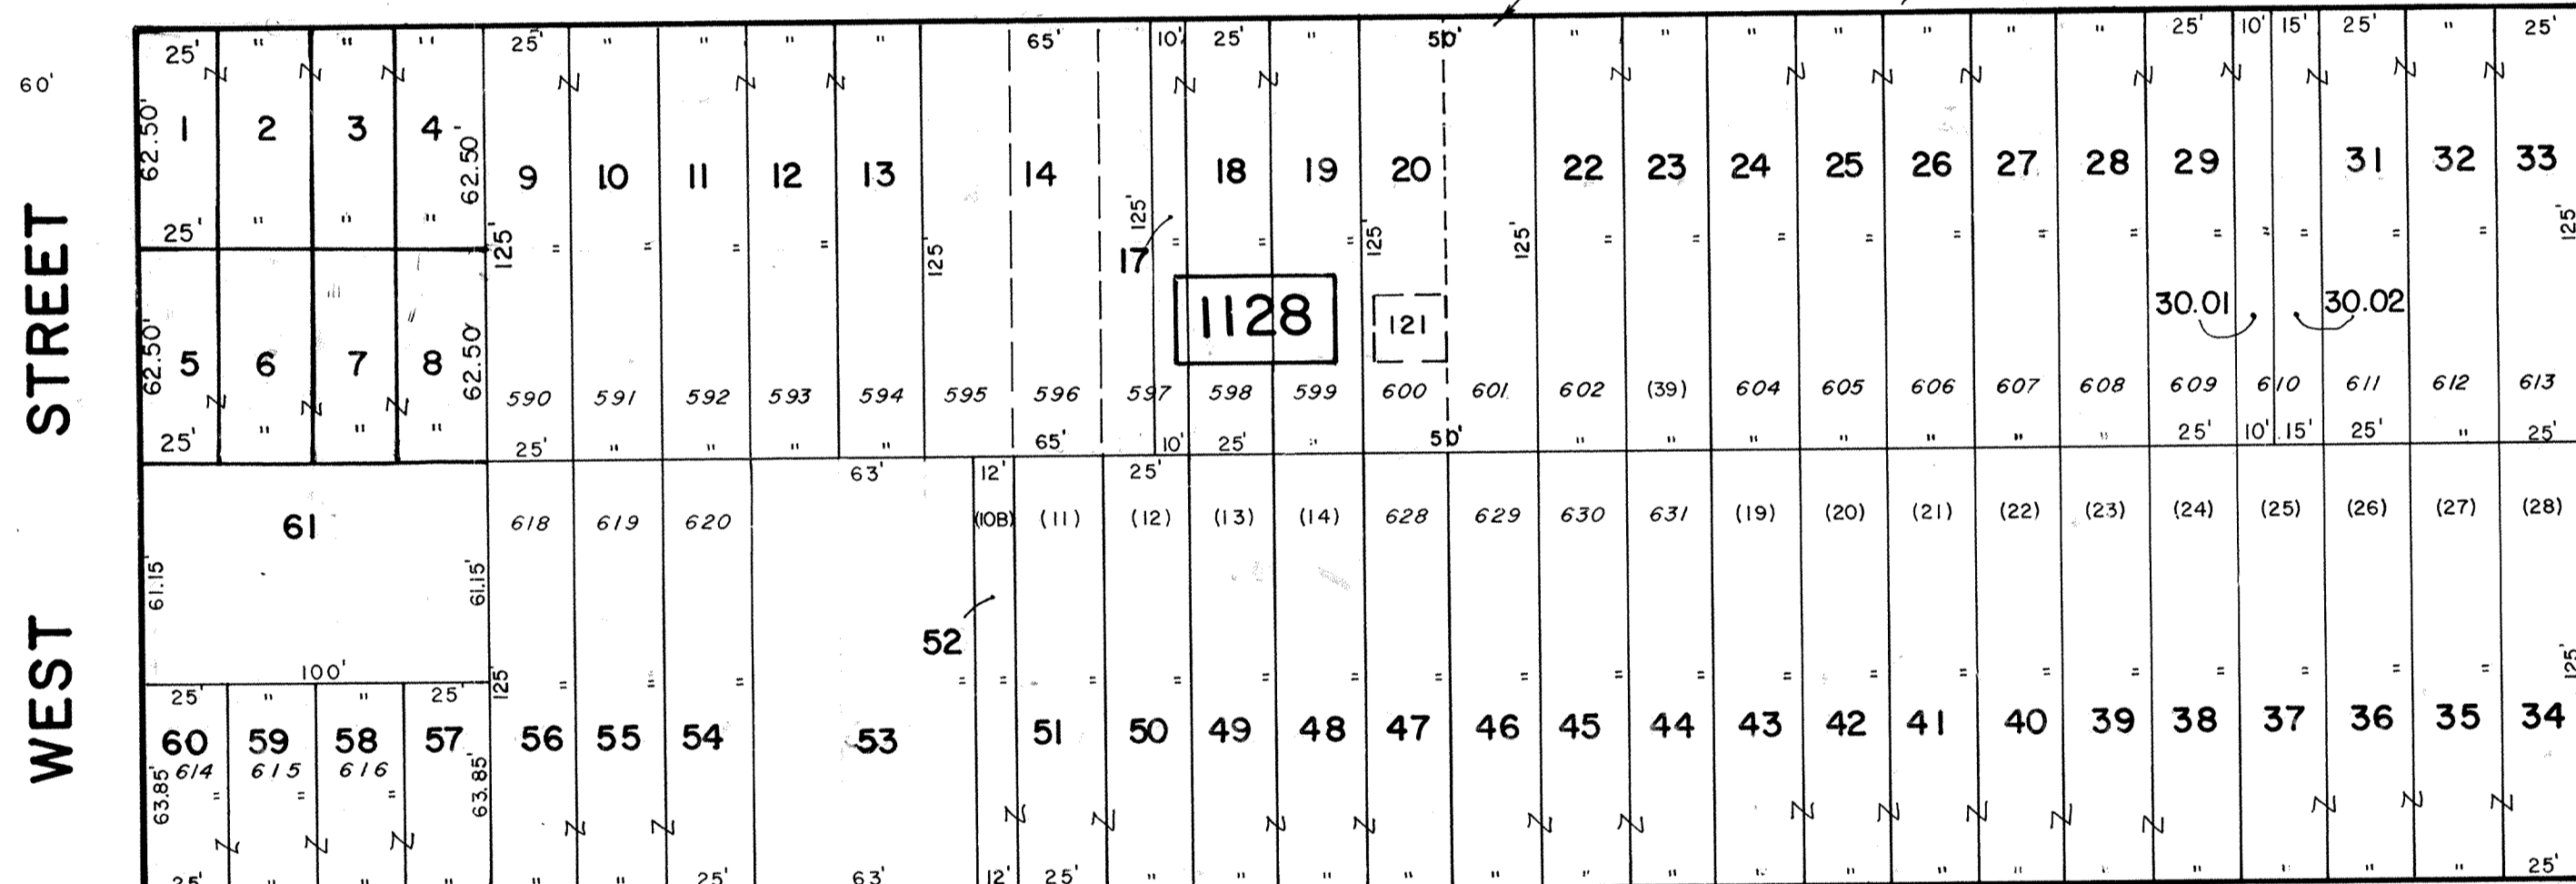 25' " " " 25' " " " " 65' 10' 25' " 50' " " " " " " " 25' 10' 15' 25' " 25'
60'
62.50' 1 2 3 4 62.50'
9 10 11 12 13 14 18 19 20 22 23 24 25 26 27 28 29 31 32 33
25' " " "
125' " " " " 125' 125' " " " 125' 125' " " " " " " " " " " " " 125'
17
1128
121
30.01 30.02
62.50' 5 6 7 8 62.50'
590 591 592 593 594 595 596 597 598 599 600 601 602 (39) 604 605 606 607 608 609 610 611 612 613
25' " " "
25' " " " " 65' 10' 25' " 50' " " " " " " " 25' 10' 15' 25' " 25'
63' 12' 25'
61
618 619 620 (10B) (11) (12) (13) (14) 628 629 630 631 (19) (20) (21) (22) (23) (24) (25) (26) (27) (28)
61.15' 61.15'
52
100'
125' " " " " " " " " " " " " " " " " " " " " " 125'
25' " " 25'
60 59 58 57 56 55 54 53 51 50 49 48 47 46 45 44 43 42 41 40 39 38 37 36 35 34
614 615 616
63.85' " " " 63.85'
25' " " " " " 25' 63' 12' 25' " " " " " " " " " " " " " " " " 25'
WEST STREET